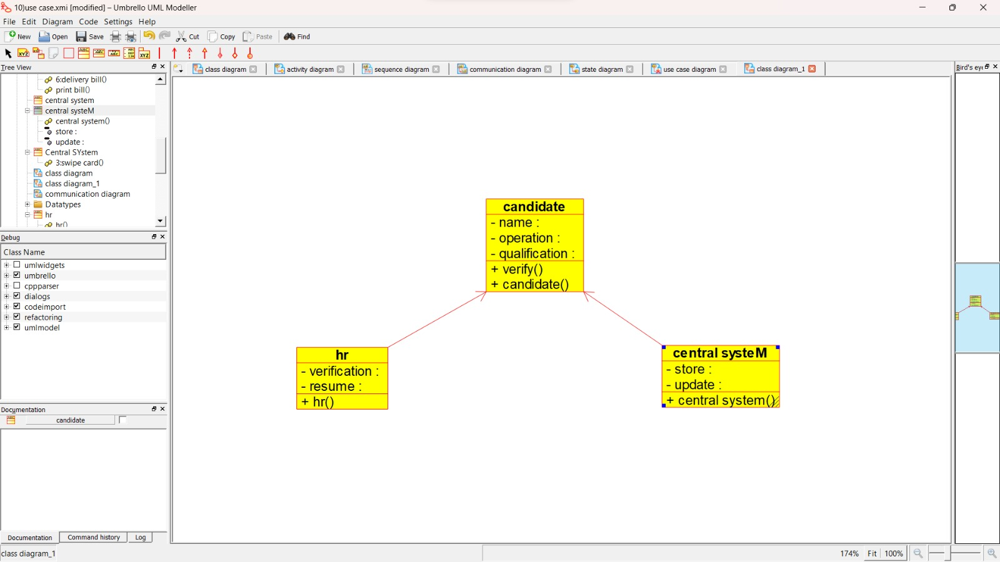 10)use case.xmi [modified] – Umbrello UML Modeller
File Edit Diagram Code Settings Help
New Open Save Cut Copy Paste Find
Tree View
6:delivery bill()
print bill()
central system
central systeM
central system()
store :
update :
Central SYstem
3:swipe card()
class diagram
class diagram_1
communication diagram
Datatypes
hr
hr()
Debug
Class Name
umlwidgets
umbrello
cppparser
dialogs
codeimport
refactoring
umlmodel
Documentation
candidate
Documentation Command history Log
class diagram_1
class diagram activity diagram sequence diagram communication diagram state diagram use case diagram class diagram_1
candidate
- name :
- operation :
- qualification :
+ verify()
+ candidate()
hr
- verification :
- resume :
+ hr()
central systeM
- store :
- update :
+ central system()
Bird's eye
174% Fit 100%